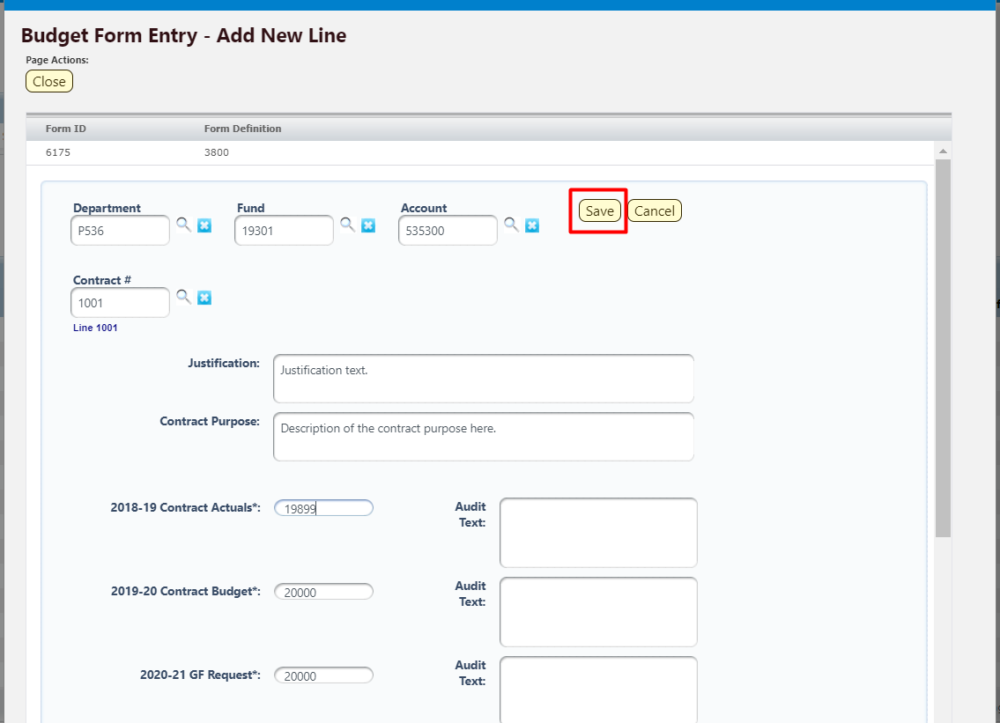 Budget Form Entry - Add New Line
Page Actions:
Close
Form ID Form Definition
6175 3800
Department Fund Account
P536 19301 535300 Save Cancel
Contract #
1001
Line 1001
Justification: Justification text.
Contract Purpose: Description of the contract purpose here.
2018-19 Contract Actuals*: 19899 Audit
Text:
2019-20 Contract Budget*: 20000 Audit
Text:
2020-21 GF Request*: 20000 Audit
Text: